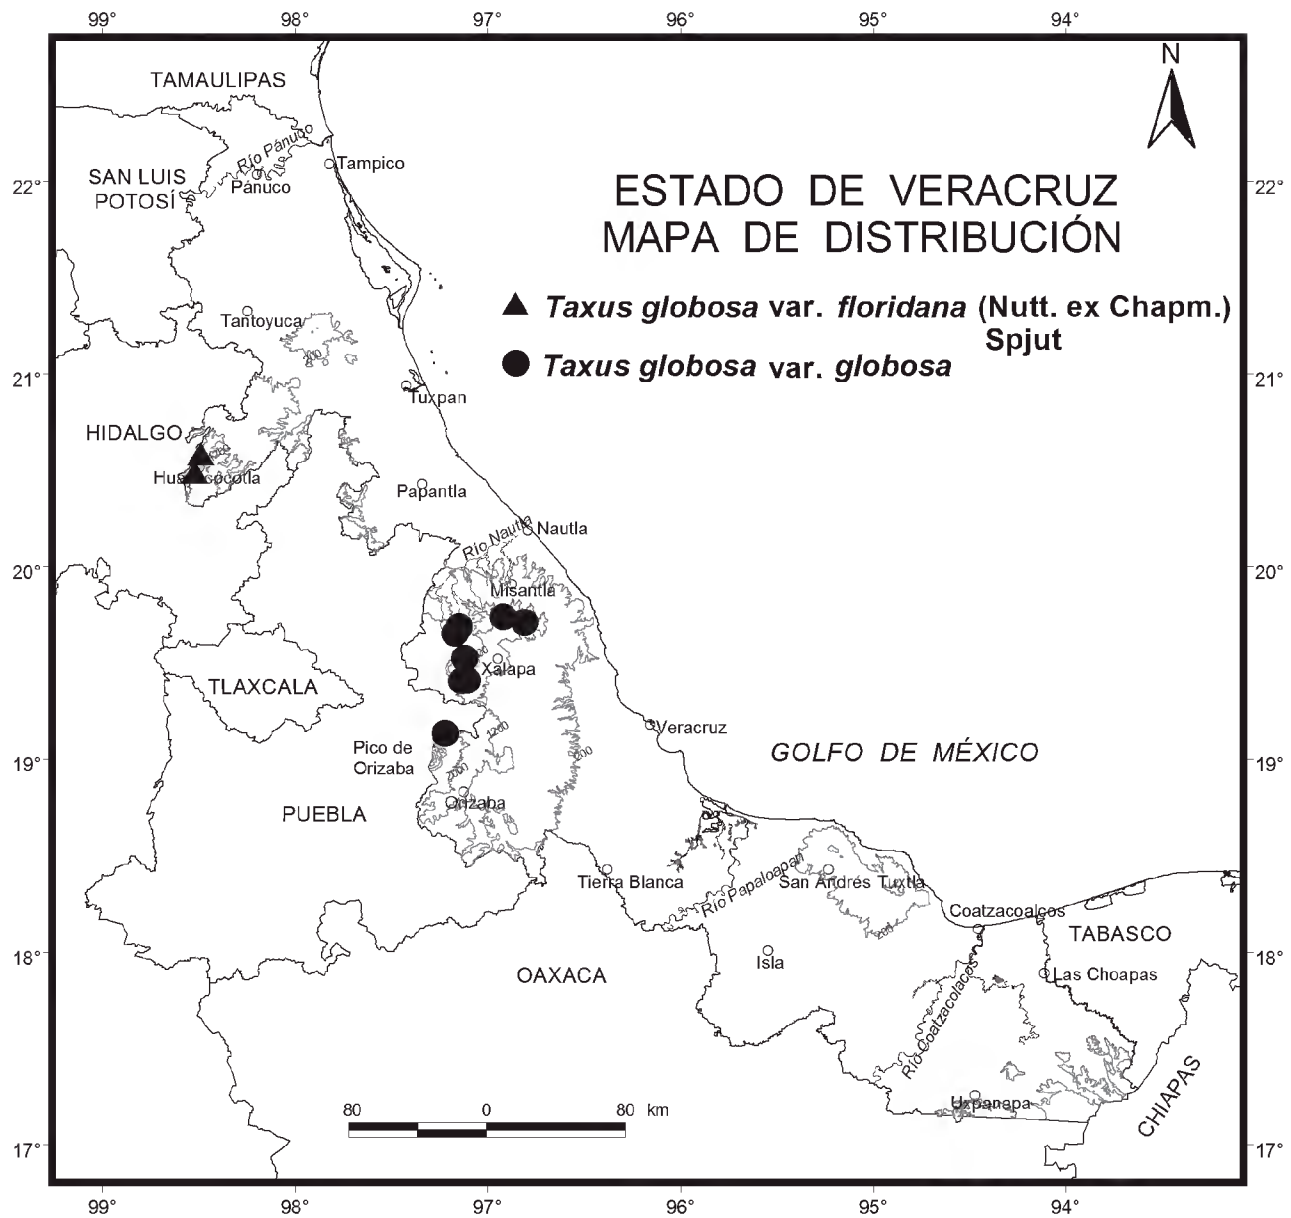 99° 98° 97° 96° 95° 94°
N
TAMAULIPAS
Río Pánuco
Tampico
SAN LUIS
POTOSÍ
Pánuco
22° 22°
ESTADO DE VERACRUZ
MAPA DE DISTRIBUCIÓN
Taxus globosa var. floridana (Nutt. ex Chapm.)
Spjut
Taxus globosa var. globosa
Tantoyuca
21° 21°
Tuxpan
HIDALGO
Papantla
Río Nautla
Nautla
20° 20°
Misantla
Xalapa
TLAXCALA
Veracruz
1200
Pico de
Orizaba
GOLFO DE MÉXICO
19° 19°
2000
Orizaba
PUEBLA
Tierra Blanca
Río Papaloapan
San Andrés Tuxtla
200
Coatzacoalcos
TABASCO
18° 18°
Isla
OAXACA
Las Choapas
Río Coatzacolacos
Uxpanapa
CHIAPAS
80 0 80 km
17° 17°
99° 98° 97° 96° 95° 94°